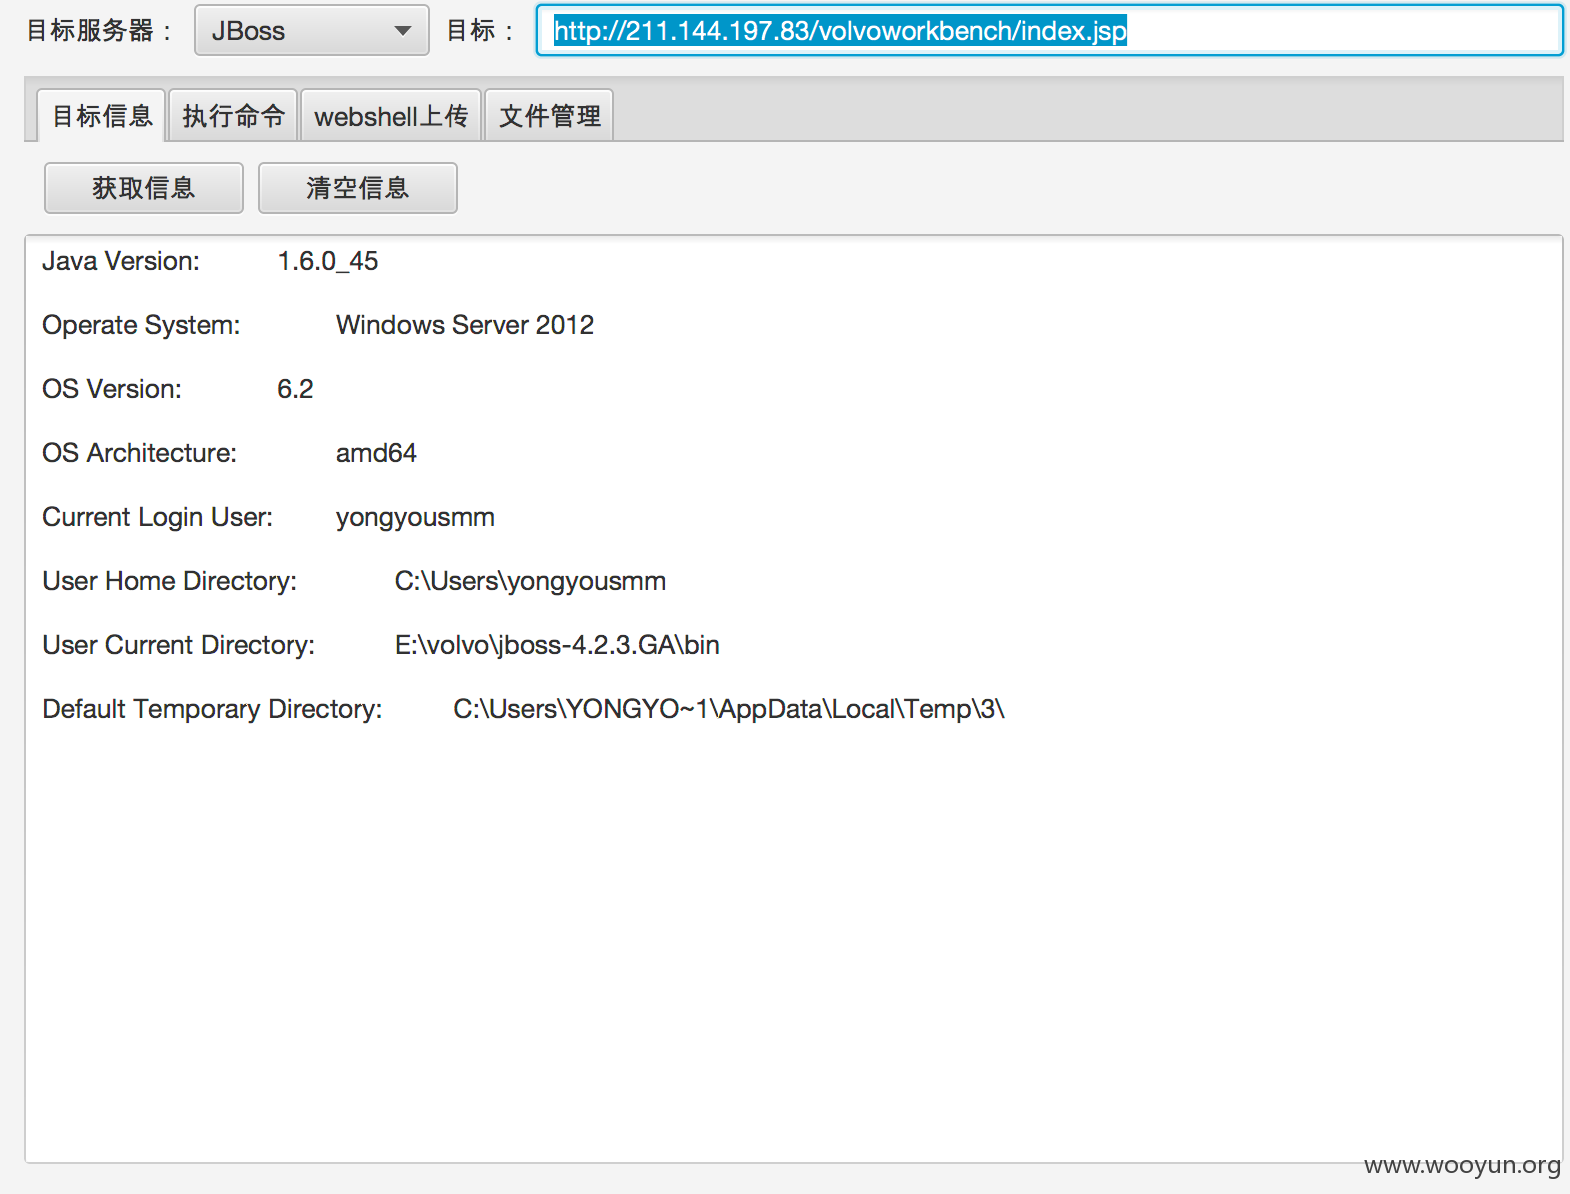 目标服务器： JBoss 目标： http://211.144.197.83/volvoworkbench/index.jsp
目标信息 执行命令 webshell上传 文件管理
获取信息 清空信息
Java Version: 1.6.0_45
Operate System: Windows Server 2012
OS Version: 6.2
OS Architecture: amd64
Current Login User: yongyousmm
User Home Directory: C:\Users\yongyousmm
User Current Directory: E:\volvo\jboss-4.2.3.GA\bin
Default Temporary Directory: C:\Users\YONGYO~1\AppData\Local\Temp\3\
www.wooyun.org